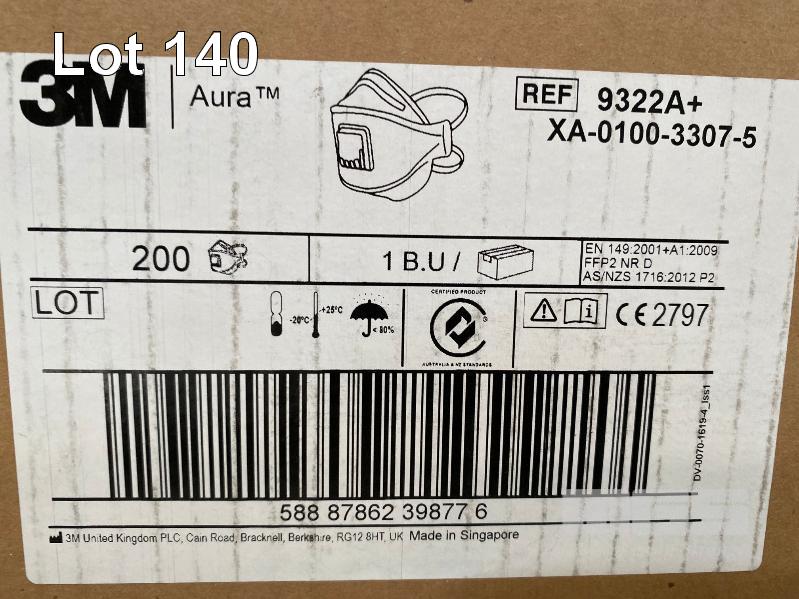 Lot 140
3M Aura™
REF 9322A+
XA-0100-3307-5
200
1 B.U /
EN 149:2001+A1:2009
FFP2 NR D
AS/NZS 1716:2012 P2
LOT
-20°C
+25°C
< 80%
CERTIFIED PRODUCT
AUSTRALIA & NZ STANDARDS
CE 2797
DV-0070-1619-4_Iss1
588 87862 39877 6
3M United Kingdom PLC, Cain Road, Bracknell, Berkshire, RG12 8HT, UK Made in Singapore